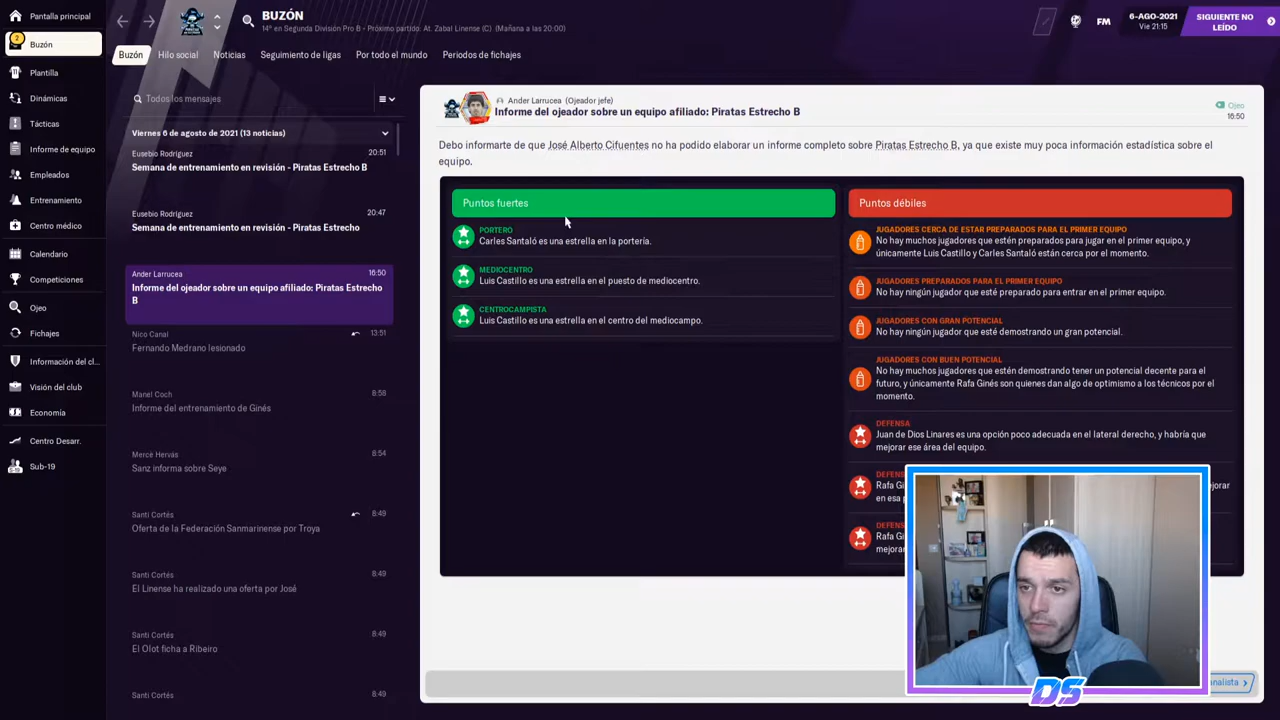 Pantalla principal
2
Buzón
Plantilla
Dinámicas
Tácticas
Informe de equipo
Empleados
Entrenamiento
Centro médico
Calendario
Competiciones
Ojeo
Fichajes
Información del cl...
Visión del club
Economía
Centro Desarr.
Sub-19
BUZÓN
14º en Segunda División Pro B - Próximo partido: At. Zabal Linense (C) (Mañana a las 20:00)
FM
6-AGO-2021
Vie 21:15
SIGUIENTE NO
LEÍDO
Buzón
Hilo social
Noticias
Seguimiento de ligas
Por todo el mundo
Periodos de fichajes
Todos los mensajes
Viernes 6 de agosto de 2021 (13 noticias)
Eusebio Rodríguez 20:51
Semana de entrenamiento en revisión - Piratas Estrecho B
Eusebio Rodríguez 20:47
Semana de entrenamiento en revisión - Piratas Estrecho
Ander Larrucea 16:50
Informe del ojeador sobre un equipo afiliado: Piratas Estrecho
B
Nico Canal 13:51
Fernando Medrano lesionado
Manel Coch 8:58
Informe del entrenamiento de Ginés
Mercè Hervás 8:54
Sanz informa sobre Seye
Santi Cortés 8:49
Oferta de la Federación Sanmarinense por Troya
Santi Cortés 8:49
El Linense ha realizado una oferta por José
Santi Cortés 8:49
El Olot ficha a Ribeiro
Santi Cortés 8:49
Ander Larrucea (Ojeador jefe)
Informe del ojeador sobre un equipo afiliado: Piratas Estrecho B
Ojeo
16:50
Debo informarte de que José Alberto Cifuentes no ha podido elaborar un informe completo sobre Piratas Estrecho B, ya que existe muy poca información estadística sobre el
equipo.
Puntos fuertes
PORTERO
Carles Santaló es una estrella en la portería.
MEDIOCENTRO
Luis Castillo es una estrella en el puesto de mediocentro.
CENTROCAMPISTA
Luis Castillo es una estrella en el centro del mediocampo.
Puntos débiles
JUGADORES CERCA DE ESTAR PREPARADOS PARA EL PRIMER EQUIPO
No hay muchos jugadores que estén preparados para jugar en el primer equipo, y
únicamente Luis Castillo y Carles Santaló están cerca por el momento.
JUGADORES PREPARADOS PARA EL PRIMER EQUIPO
No hay ningún jugador que esté preparado para entrar en el primer equipo.
JUGADORES CON GRAN POTENCIAL
No hay ningún jugador que esté demostrando un gran potencial.
JUGADORES CON BUEN POTENCIAL
No hay muchos jugadores que estén demostrando tener un potencial decente para el
futuro, y únicamente Rafa Ginés son quienes dan algo de optimismo a los técnicos por el
momento.
DEFENSA
Juan de Dios Linares es una opción poco adecuada en el lateral derecho, y habría que
mejorar ese área del equipo.
DEFENS
Rafa G
en esa
DEFENS
Rafa Gi
mejorar
DS